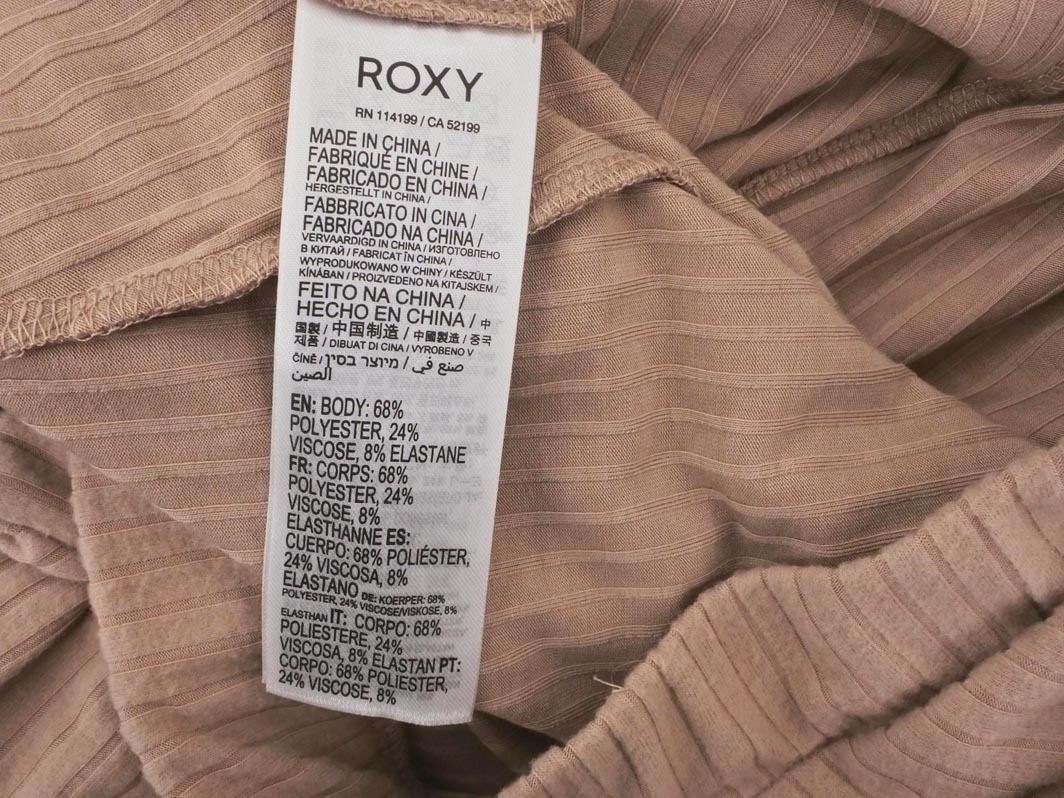 ROXY
RN 114199 / CA 52199
MADE IN CHINA /
FABRIQUÉ EN CHINE /
FABRICADO EN CHINA /
HERGESTELLT IN CHINA /
FABBRICATO IN CINA /
FABRICADO NA CHINA /
VERVAARDIGD IN CHINA / ИЗГОТОВЛЕНО
В КИТАЙ / FABRICAT ÎN CHINA /
WYPRODUKOWANO W CHINY / KÉSZÜLT
KÍNÁBAN / PROIZVEDENO NA KITAJSKEM /
FEITO NA CHINA /
HECHO EN CHINA / 中
国製 / 中国制造 / 中國製造 / 중국
제품 / DIBUAT DI CINA / VYROBENO V
ČÍNĚ / מיוצר בסין / صنع في
الصين
EN: BODY: 68%
POLYESTER, 24%
VISCOSE, 8% ELASTANE
FR: CORPS: 68%
POLYESTER, 24%
VISCOSE, 8%
ELASTHANNE ES:
CUERPO: 68% POLIÉSTER,
24% VISCOSA, 8%
ELASTANO DE: KOERPER: 68%
POLYESTER, 24% VISCOSE/VISKOSE, 8%
ELASTHAN IT: CORPO: 68%
POLIESTERE, 24%
VISCOSA, 8% ELASTAN PT:
CORPO: 68% POLIESTER,
24% VISCOSE, 8%